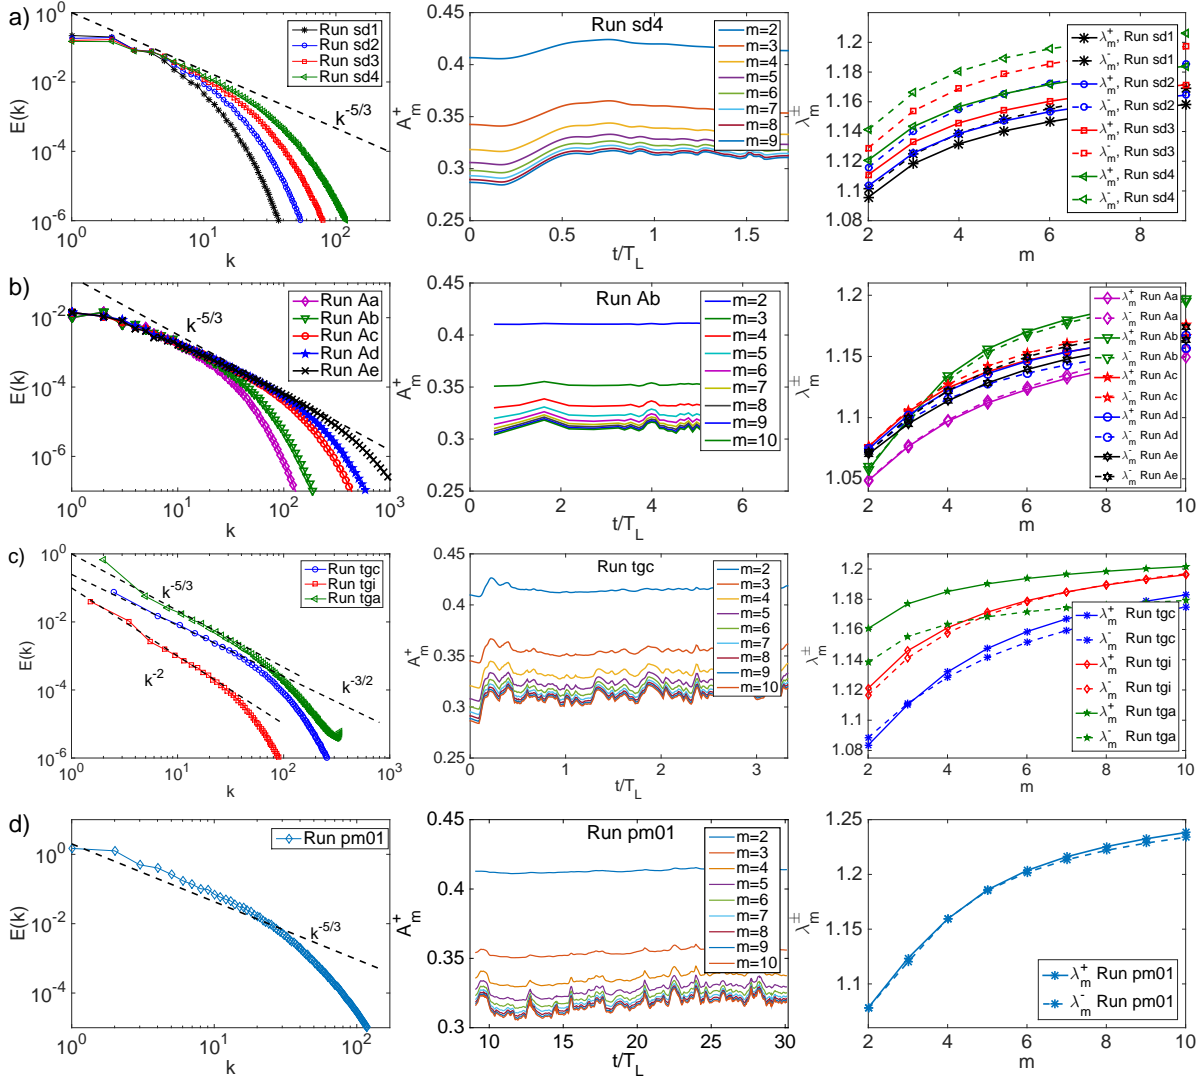 a)
10^0
10^-2
10^-4
10^-6
10^0
10^1
10^2
k
E(k)
k^-5/3
Run sd1
Run sd2
Run sd3
Run sd4
Run sd4
0.45
0.4
0.35
0.3
0.25
0
0.5
1.0
1.5
t/T_L
A_m^+
m=2
m=3
m=4
m=5
m=6
m=7
m=8
m=9
1.2
1.18
1.16
1.14
1.12
1.1
1.08
2
4
6
8
m
λ_m^±
λ_m^+, Run sd1
λ_m^-, Run sd1
λ_m^+, Run sd2
λ_m^-, Run sd2
λ_m^+, Run sd3
λ_m^-, Run sd3
λ_m^+, Run sd4
λ_m^-, Run sd4
b)
10^-2
10^-4
10^-6
10^0
10^1
10^2
10^3
k
E(k)
k^-5/3
Run Aa
Run Ab
Run Ac
Run Ad
Run Ae
Run Ab
0.45
0.4
0.35
0.3
0.25
0
2
4
6
t/T_L
A_m^+
m=2
m=3
m=4
m=5
m=6
m=7
m=8
m=9
m=10
1.2
1.15
1.1
1.05
2
4
6
8
10
m
λ_m^±
λ_m^+ Run Aa
λ_m^- Run Aa
λ_m^+ Run Ab
λ_m^- Run Ab
λ_m^+ Run Ac
λ_m^- Run Ac
λ_m^+ Run Ad
λ_m^- Run Ad
λ_m^+ Run Ae
λ_m^- Run Ae
c)
10^0
10^-2
10^-4
10^-6
10^0
10^1
10^2
10^3
k
E(k)
k^-5/3
k^-2
k^-3/2
Run tgc
Run tgi
Run tga
Run tgc
0.45
0.4
0.35
0.3
0.25
0
1
2
3
t/T_L
A_m^+
m=2
m=3
m=4
m=5
m=6
m=7
m=8
m=9
m=10
1.2
1.18
1.16
1.14
1.12
1.1
1.08
2
4
6
8
10
m
λ_m^±
λ_m^+ Run tgc
λ_m^- Run tgc
λ_m^+ Run tgi
λ_m^- Run tgi
λ_m^+ Run tga
λ_m^- Run tga
d)
10^0
10^-2
10^-4
10^0
10^1
10^2
k
E(k)
k^-5/3
Run pm01
Run pm01
0.45
0.4
0.35
0.3
10
15
20
25
30
t/T_L
A_m^+
m=2
m=3
m=4
m=5
m=6
m=7
m=8
m=9
m=10
1.25
1.2
1.15
1.1
2
4
6
8
10
m
λ_m^±
λ_m^+ Run pm01
λ_m^- Run pm01